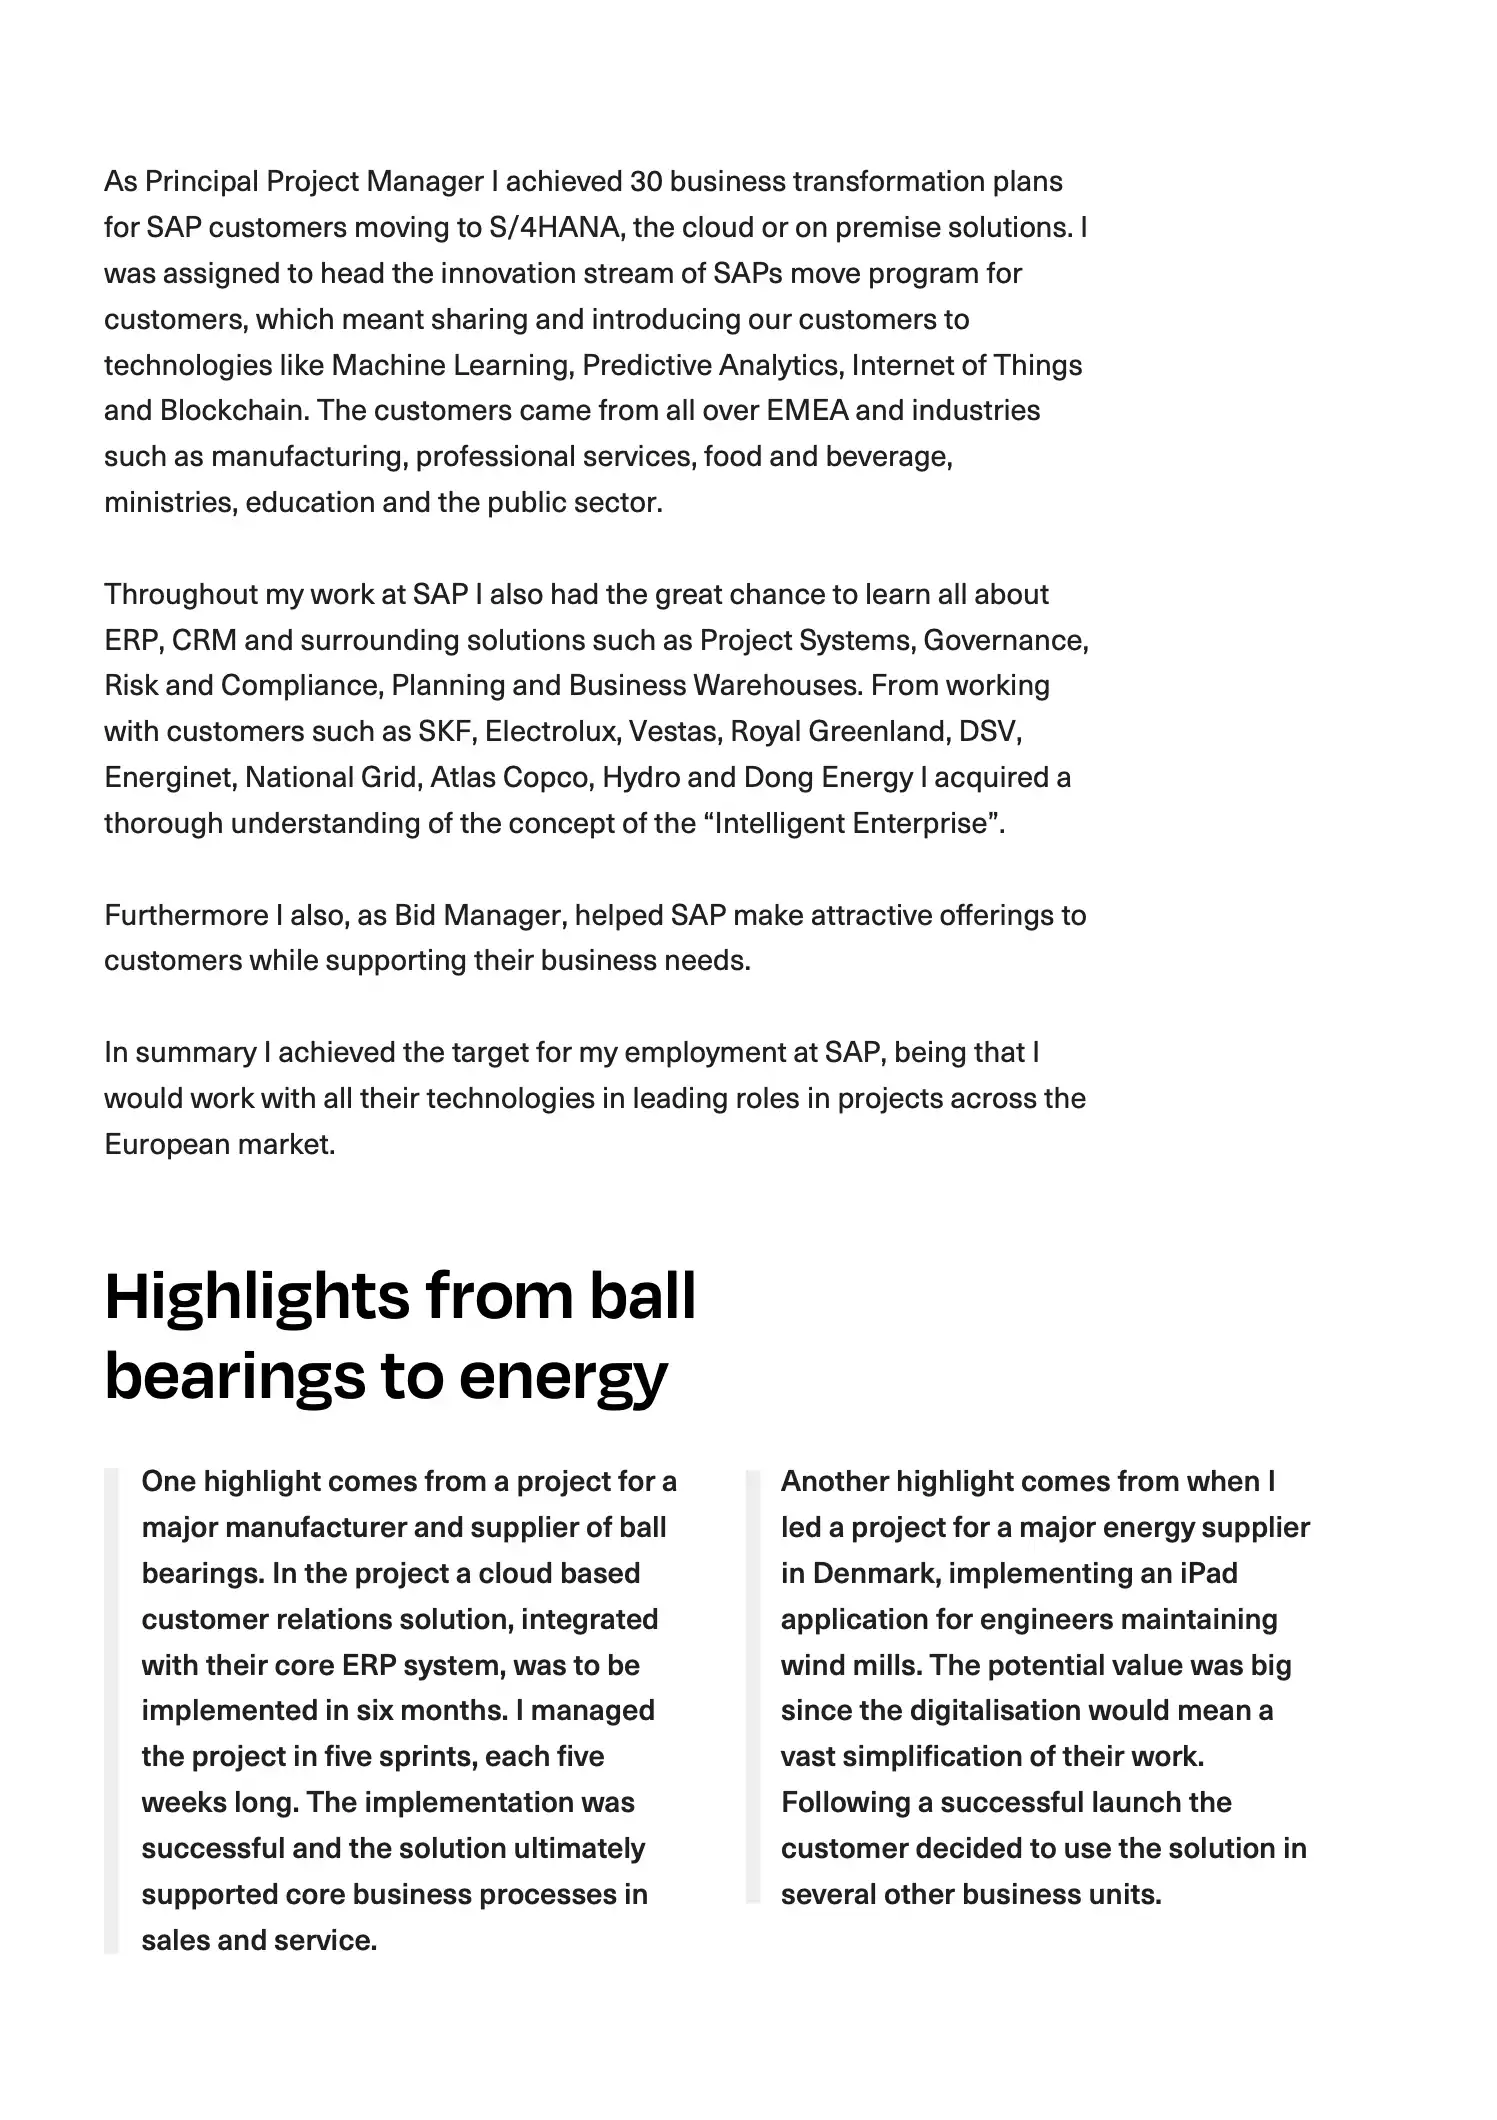 As Principal Project Manager I achieved 30 business transformation plans
for SAP customers moving to S/4HANA, the cloud or on premise solutions. I
was assigned to head the innovation stream of SAPs move program for
customers, which meant sharing and introducing our customers to
technologies like Machine Learning, Predictive Analytics, Internet of Things
and Blockchain. The customers came from all over EMEA and industries
such as manufacturing, professional services, food and beverage,
ministries, education and the public sector.
Throughout my work at SAP I also had the great chance to learn all about
ERP, CRM and surrounding solutions such as Project Systems, Governance,
Risk and Compliance, Planning and Business Warehouses. From working
with customers such as SKF, Electrolux, Vestas, Royal Greenland, DSV,
Energinet, National Grid, Atlas Copco, Hydro and Dong Energy I acquired a
thorough understanding of the concept of the “Intelligent Enterprise”.
Furthermore I also, as Bid Manager, helped SAP make attractive offerings to
customers while supporting their business needs.
In summary I achieved the target for my employment at SAP, being that I
would work with all their technologies in leading roles in projects across the
European market.
Highlights from ball
bearings to energy
One highlight comes from a project for a
major manufacturer and supplier of ball
bearings. In the project a cloud based
customer relations solution, integrated
with their core ERP system, was to be
implemented in six months. I managed
the project in five sprints, each five
weeks long. The implementation was
successful and the solution ultimately
supported core business processes in
sales and service.
Another highlight comes from when I
led a project for a major energy supplier
in Denmark, implementing an iPad
application for engineers maintaining
wind mills. The potential value was big
since the digitalisation would mean a
vast simplification of their work.
Following a successful launch the
customer decided to use the solution in
several other business units.